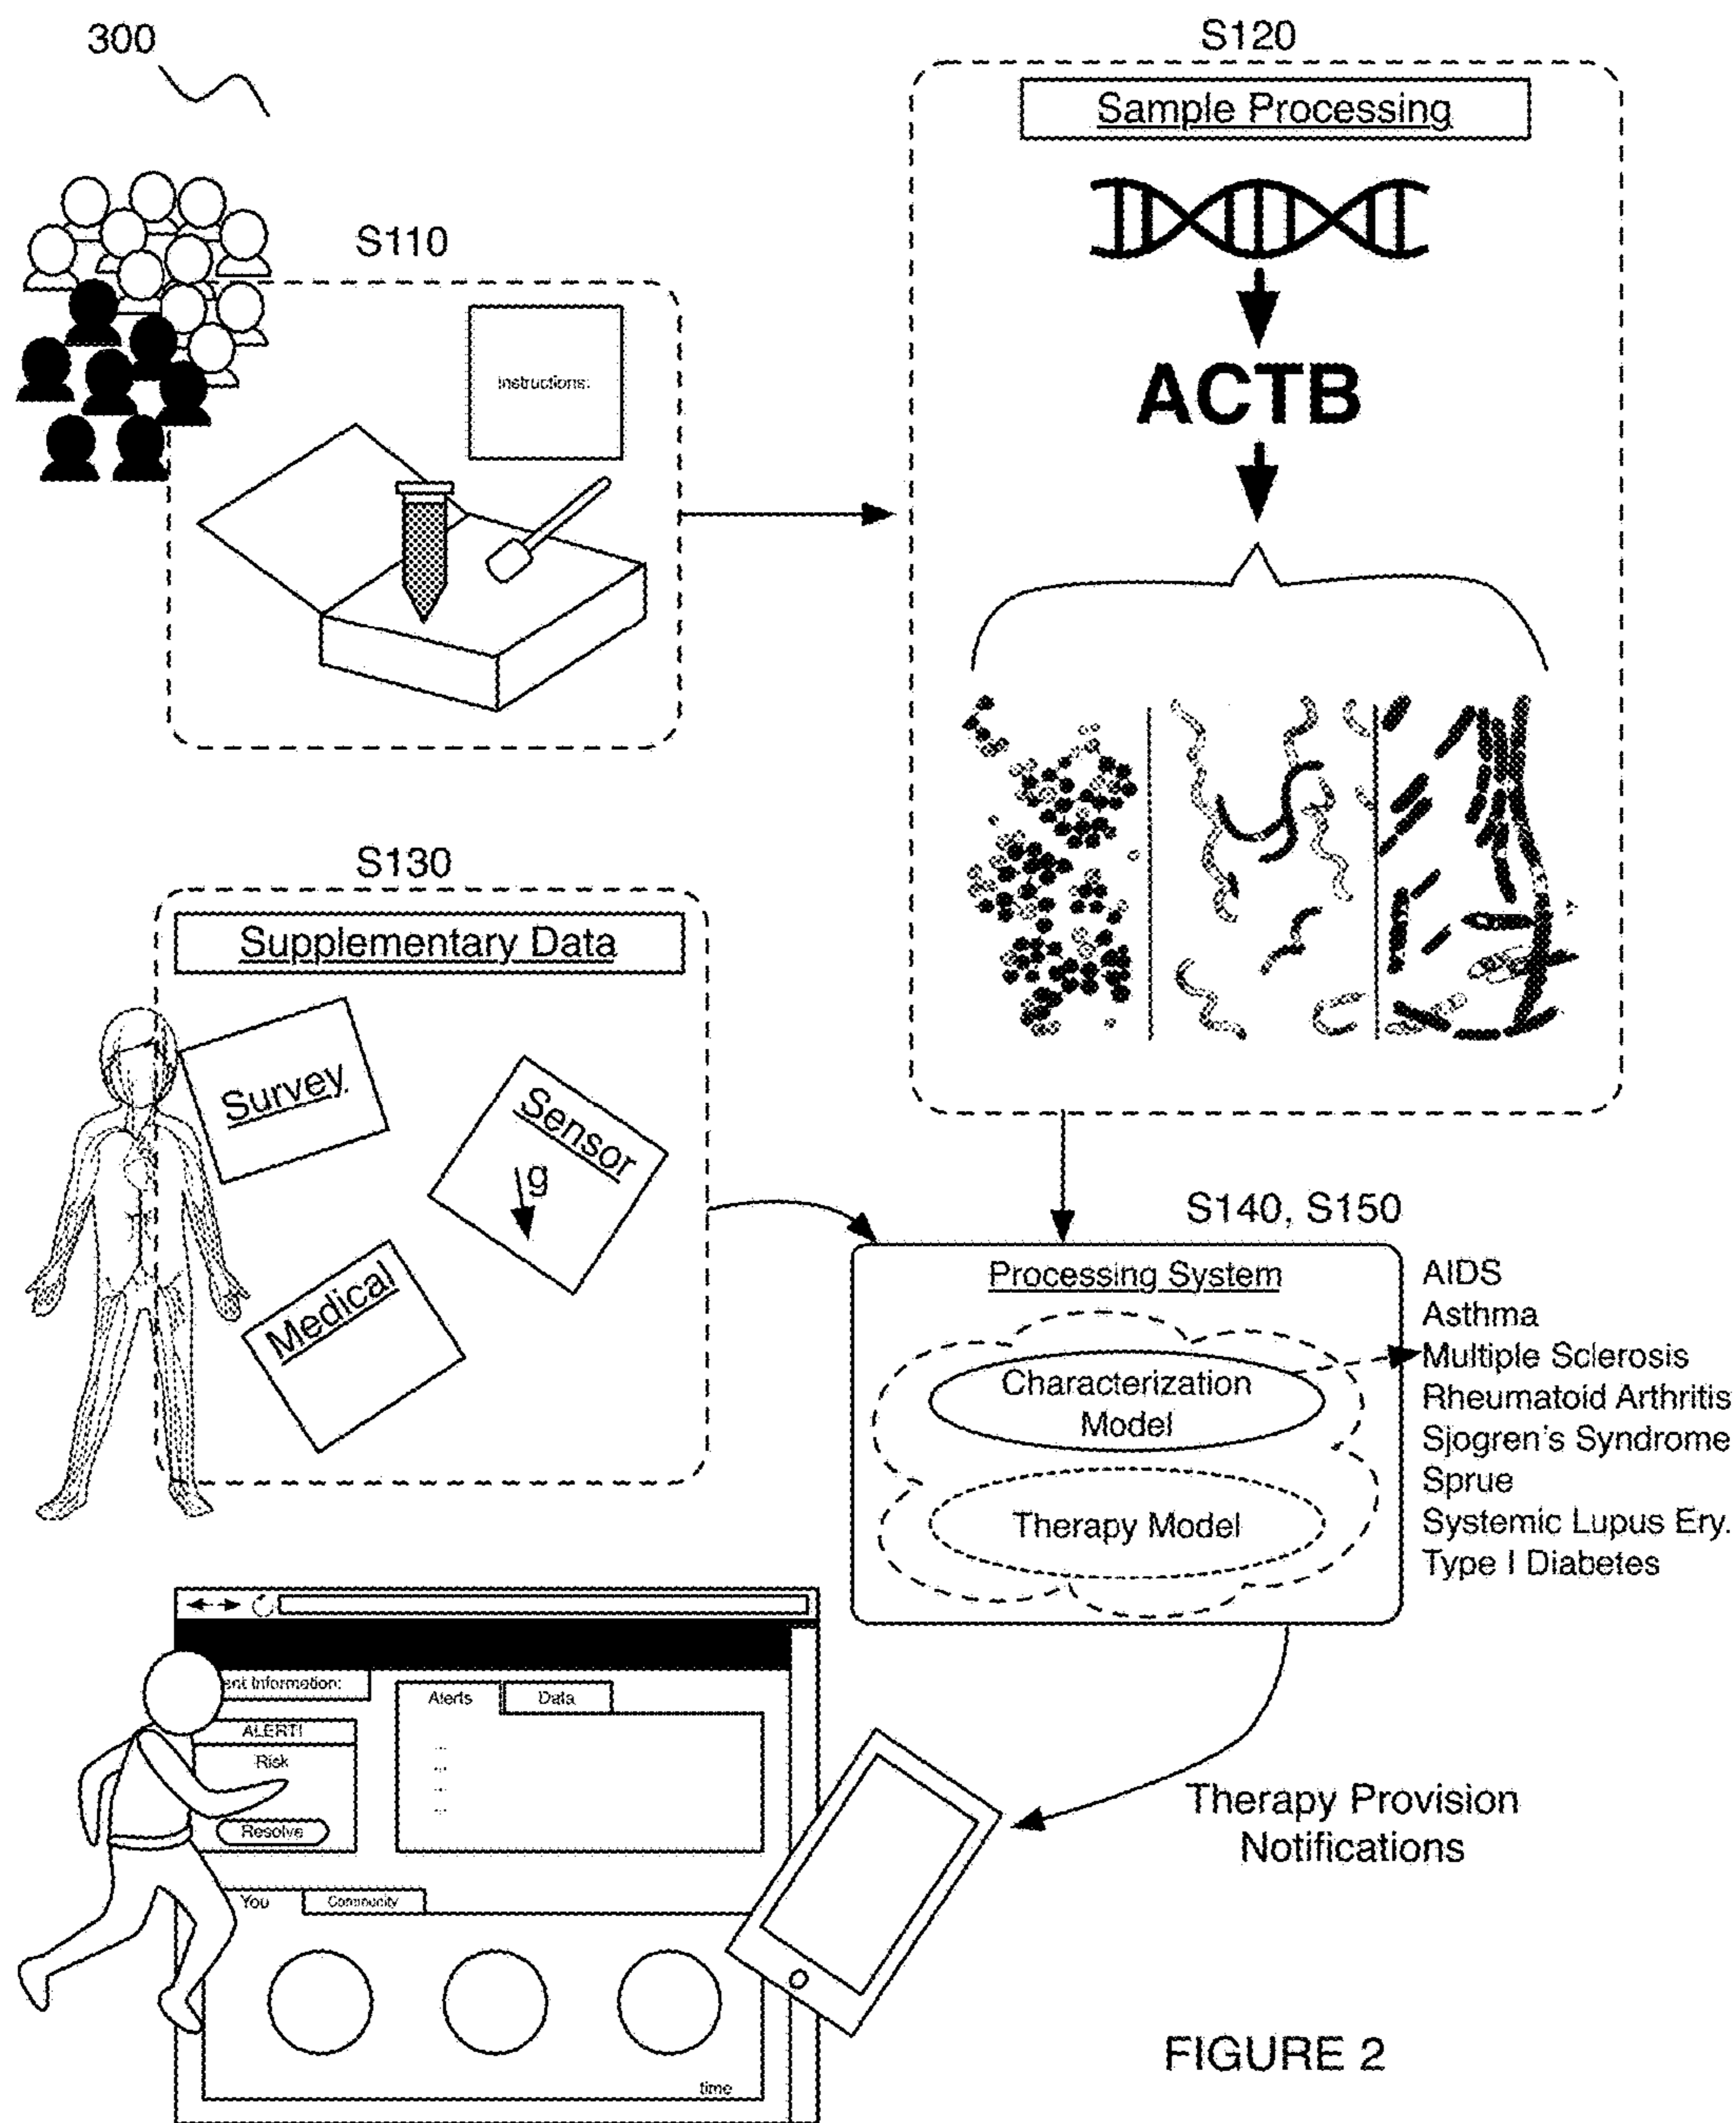 300
S120
Sample Processing
S110
Instructions:
ACTB
S130
Supplementary Data
Survey
Sensor
g
Medical
S140, S150
Processing System
Characterization
Model
Therapy Model
AIDS
Asthma
Multiple Sclerosis
Rheumatoid Arthritis
Sjogren's Syndrome
Sprue
Systemic Lupus Ery.
Type I Diabetes
ent Information:
Alerts
Data
ALERT!
Risk
Resolve
You
Community
time
Therapy Provision
Notifications
FIGURE 2